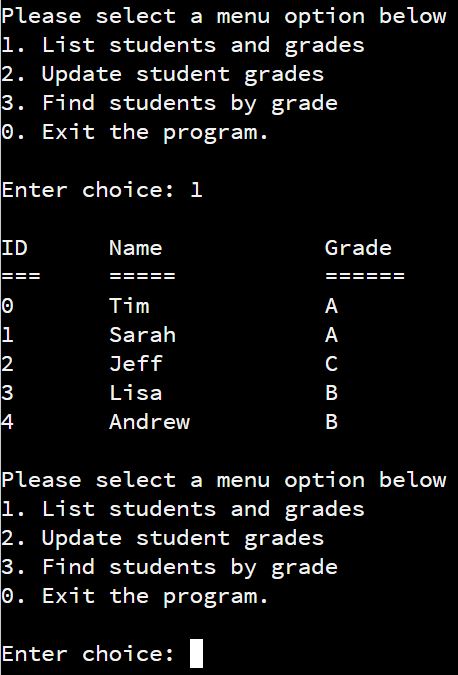 Please select a menu option below
1. List students and grades
2. Update student grades
3. Find students by grade
0. Exit the program.
Enter choice: 1
ID Name Grade
=== ===== ======
0 Tim A
1 Sarah A
2 Jeff C
3 Lisa B
4 Andrew B
Please select a menu option below
1. List students and grades
2. Update student grades
3. Find students by grade
0. Exit the program.
Enter choice: